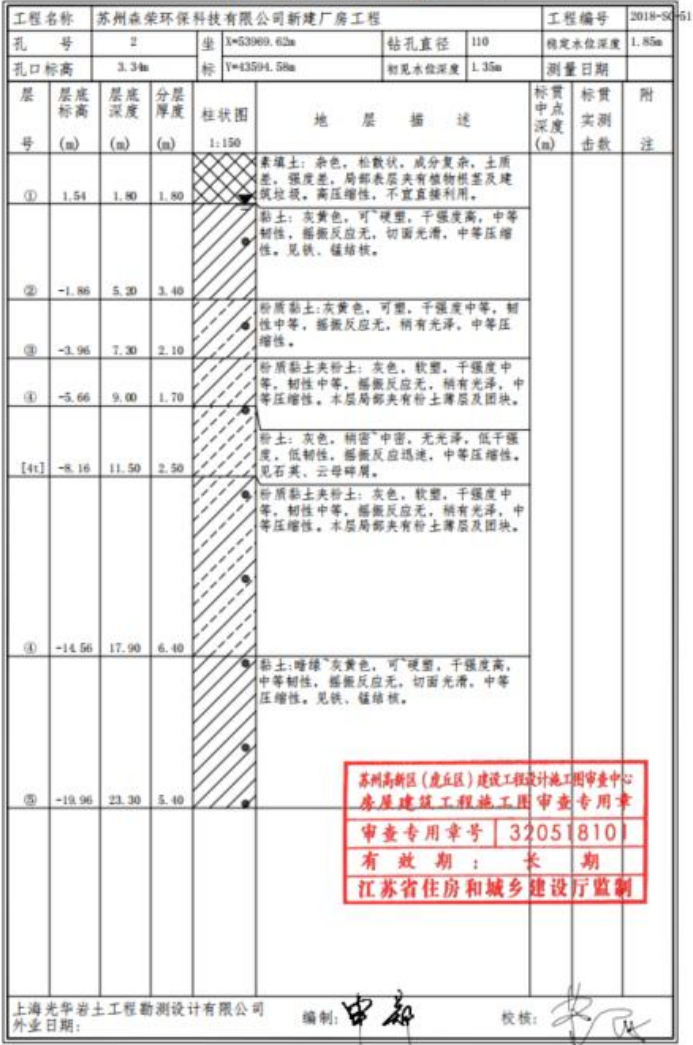 工程名称 苏州森荣环保科技有限公司新建厂房工程 工程编号 2018-SG-51
孔 号 2 坐 X=53969.62m 钻孔直径 110 稳定水位深度 1.85m
孔口标高 3.34m 标 Y=43594.58m 初见水位深度 1.35m 测量日期
层号 层底标高(m) 层底深度(m) 分层厚度(m) 柱状图 1:150 地 层 描 述 标贯中点深度(m) 标贯实测击数 附注
素填土: 杂色, 松散状, 成分复杂, 土质
差, 强度差, 局部表层夹有植物根茎及建
筑垃圾。高压缩性, 不宜直接利用。
① 1.54 1.80 1.80
黏土: 灰黄色, 可~硬塑, 干强度高, 中等
韧性, 摇振反应无, 切面光滑, 中等压缩
性。见铁、锰结核。
② -1.86 5.20 3.40
粉质黏土:灰黄色, 可塑, 干强度中等, 韧
性中等, 摇振反应无, 稍有光泽, 中等压
缩性。
③ -3.96 7.30 2.10
粉质黏土夹粉土: 灰色, 软塑, 干强度中
等, 韧性中等, 摇振反应无, 稍有光泽, 中
等压缩性。本层局部夹有粉土薄层及团块。
④ -5.66 9.00 1.70
粉土: 灰色, 稍密~中密, 无光泽, 低干强
度, 低韧性, 摇振反应迅速, 中等压缩性。
见石英、云母碎屑。
[4t] -8.16 11.50 2.50
粉质黏土夹粉土: 灰色, 软塑, 干强度中
等, 韧性中等, 摇振反应无, 稍有光泽, 中
等压缩性。本层局部夹有粉土薄层及团块。
④ -14.56 17.90 6.40
黏土:暗绿~灰黄色, 可~硬塑, 干强度高,
中等韧性, 摇振反应无, 切面光滑, 中等
压缩性。见铁、锰结核。
⑤ -19.96 23.30 5.40
苏州高新区(虎丘区)建设工程设计施工图审查中心
房屋建筑工程施工图审查专用章
审查专用章号 320518101
有 效 期 : 长 期
江苏省住房和城乡建设厅监制
上海光华岩土工程勘测设计有限公司
外业日期:
编制: 校核: